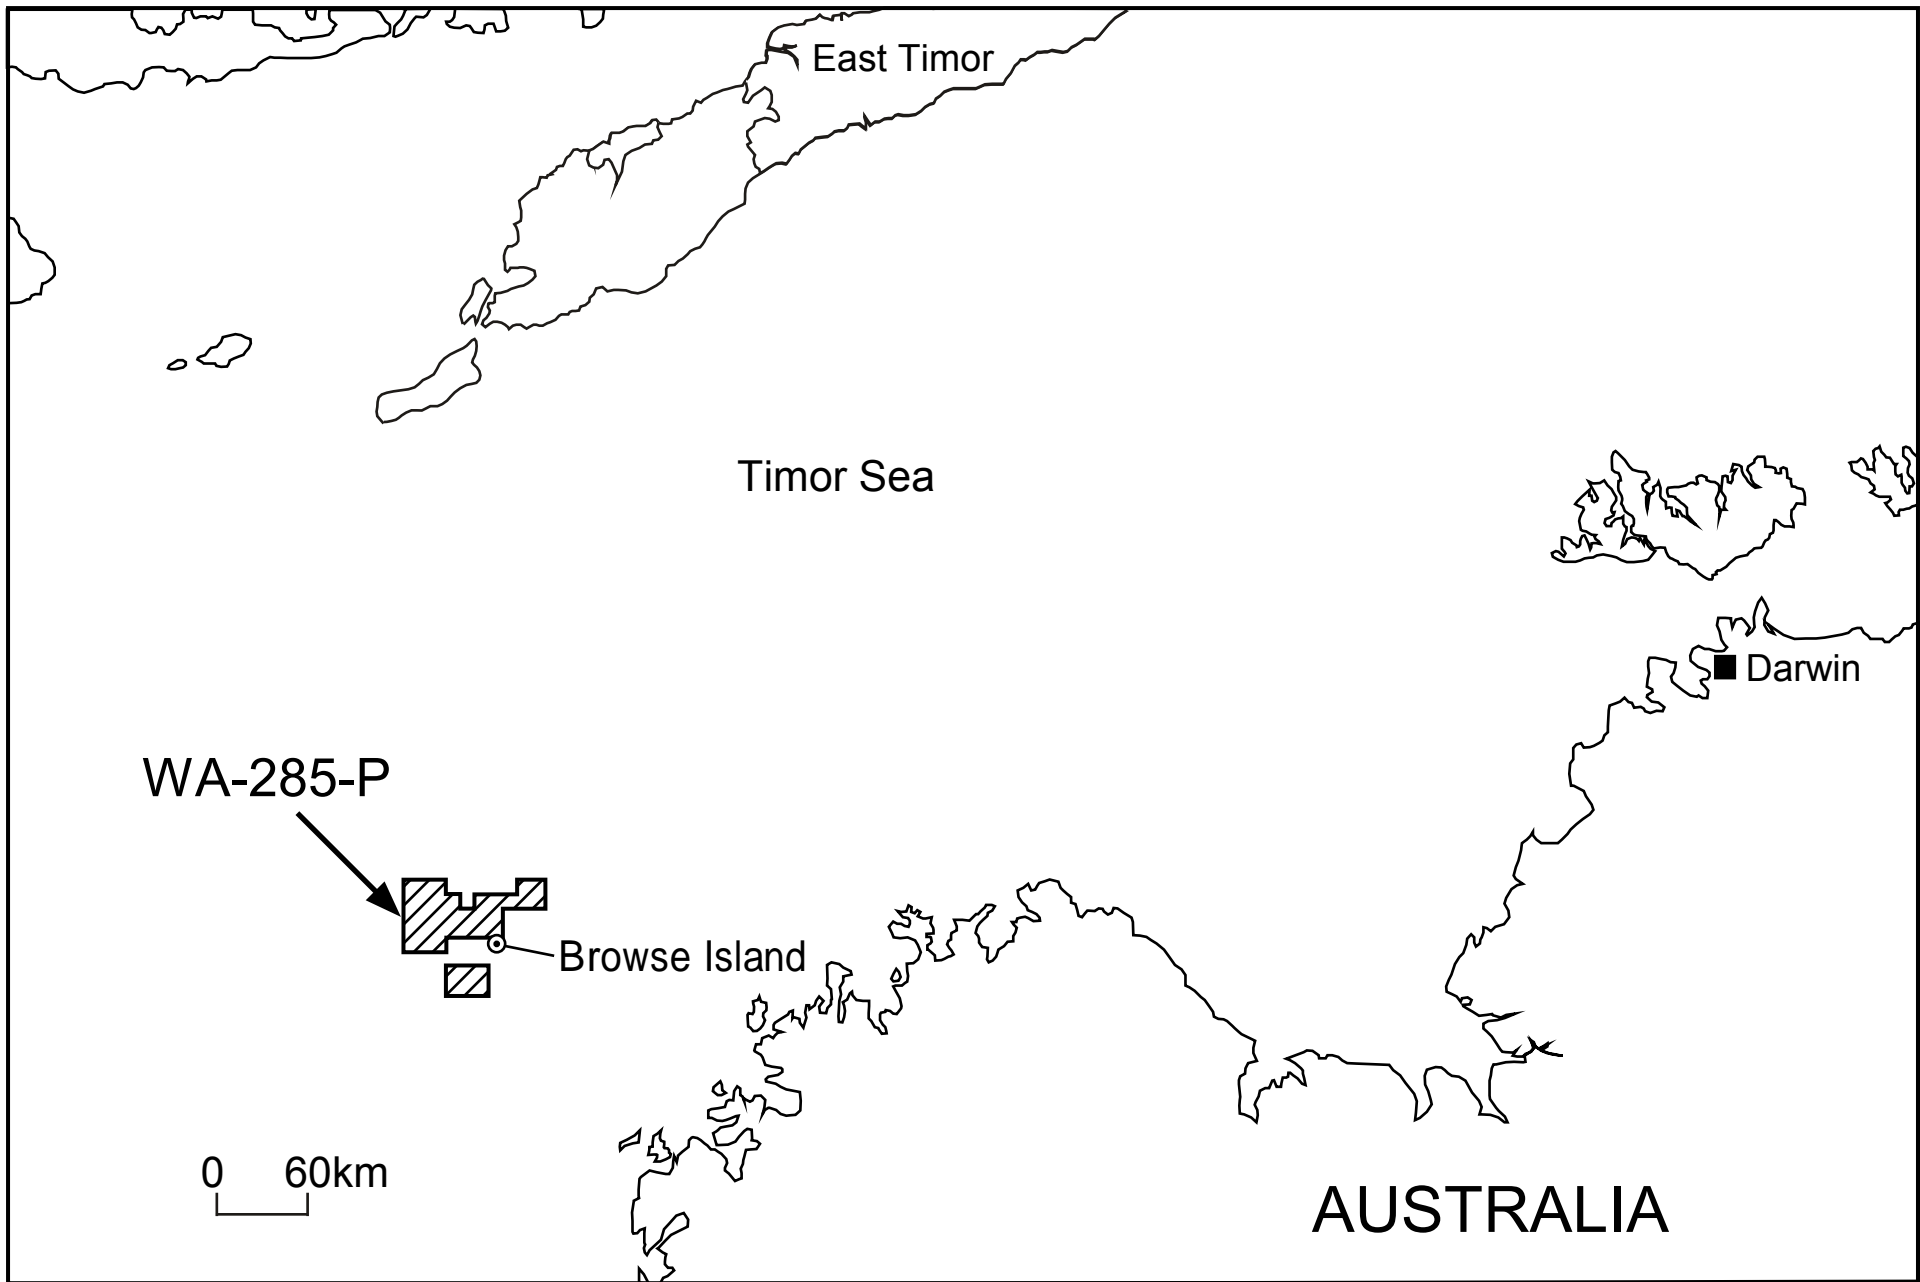 East Timor
Timor Sea
Darwin
WA-285-P
Browse Island
0 60km
AUSTRALIA